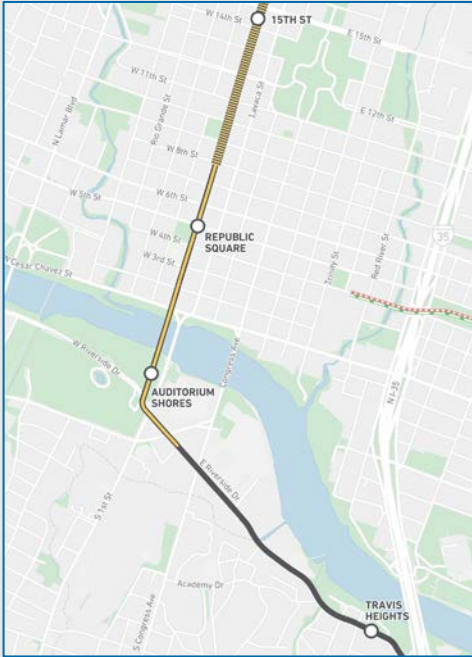 W 14th St
15TH ST
E 15th St
W 11th St
Lavaca St
Rio Grande St
E 12th St
N Lamar Blvd
W 8th St
W 5th St
W 6th St
W 4th St
REPUBLIC
SQUARE
35
Red River St
W 3rd St
Trinity St
W Cesar Chavez St
N I-35
W Riverside Dr
Congress Ave
AUDITORIUM
SHORES
E Riverside Dr
S 1st St
Academy Dr
S Congress Ave
TRAVIS
HEIGHTS